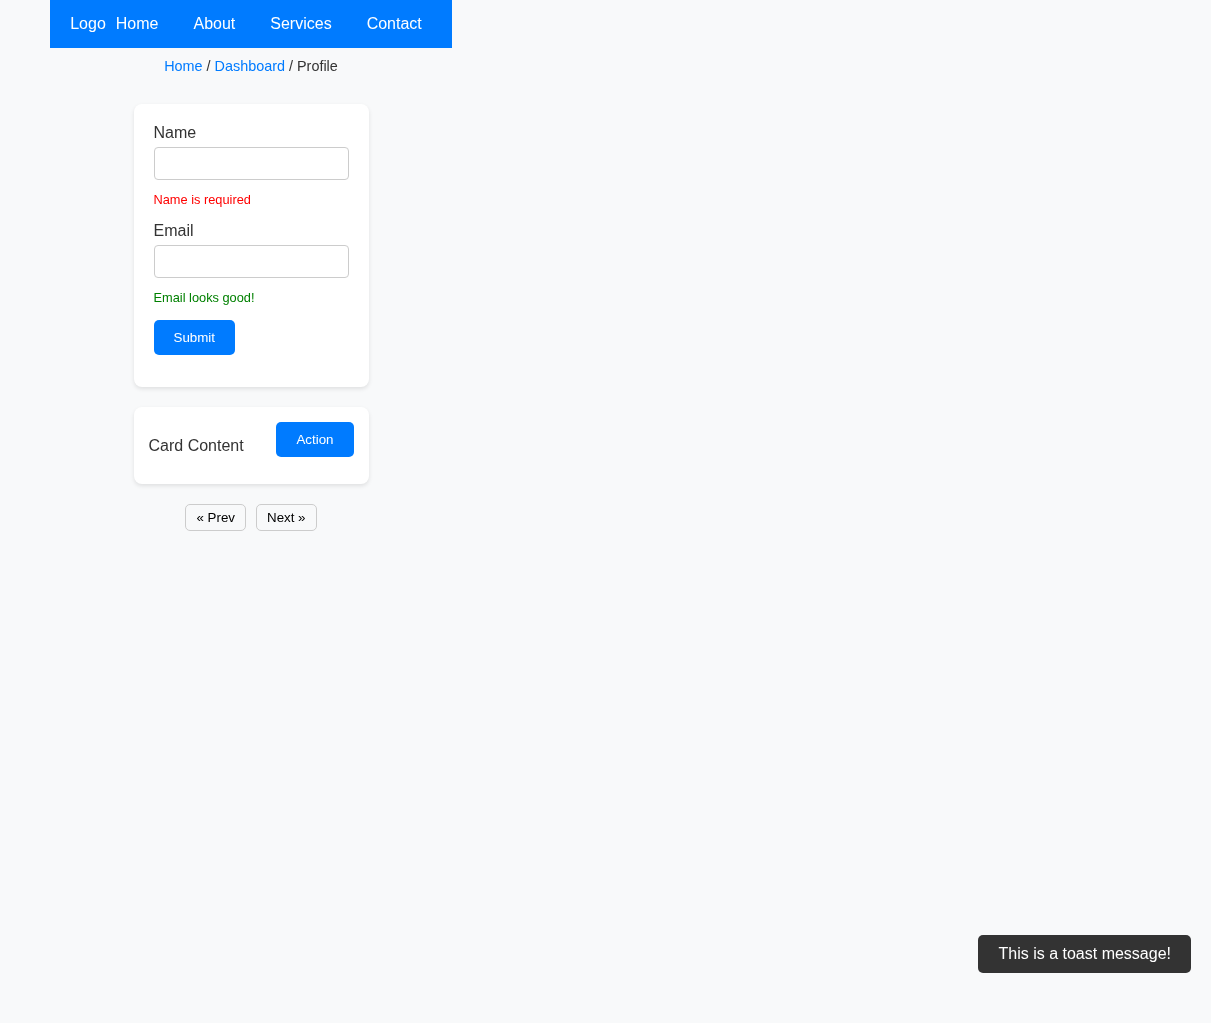 Logo Home About Services Contact
Home / Dashboard / Profile
Name
Name is required
Email
Email looks good!
Submit
Card Content Action
« Prev Next »
This is a toast message!